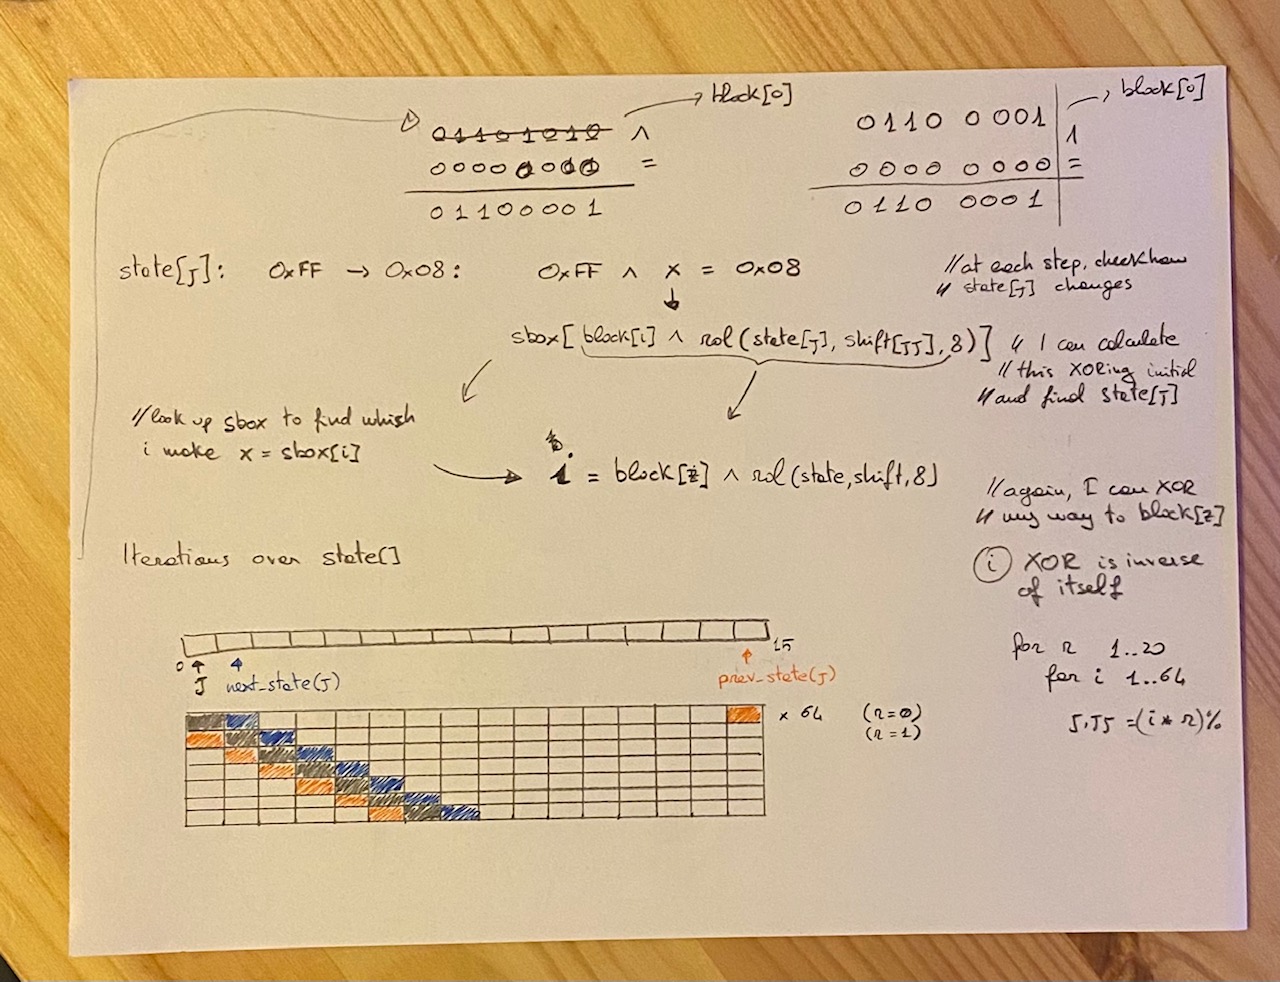 block[0]
01101010 ^
0000 =
01100001
block[0]
0110 0001 ^
0000 0000 =
0110 0001
state[J]: 0xFF → 0x08: 0xFF ^ x = 0x08
// at each step, check how
// state[J] changes
sbox[block[i] ^ rol(state[J], shift[JJ], 8)]
// I can calculate
// this XORing initial
// and find state[J]
// look up sbox to find which
i make x = sbox[i]
i = block[z] ^ rol(state,shift,8)
// again, I can XOR
// my way to block[z]
Iterations over state[]
i XOR is inverse
of itself
0 15
J next_state(J) prev_state(J)
x 64 (r=0)
(r=1)
for r 1..20
for i 1..64
J,JJ =(i * r)%